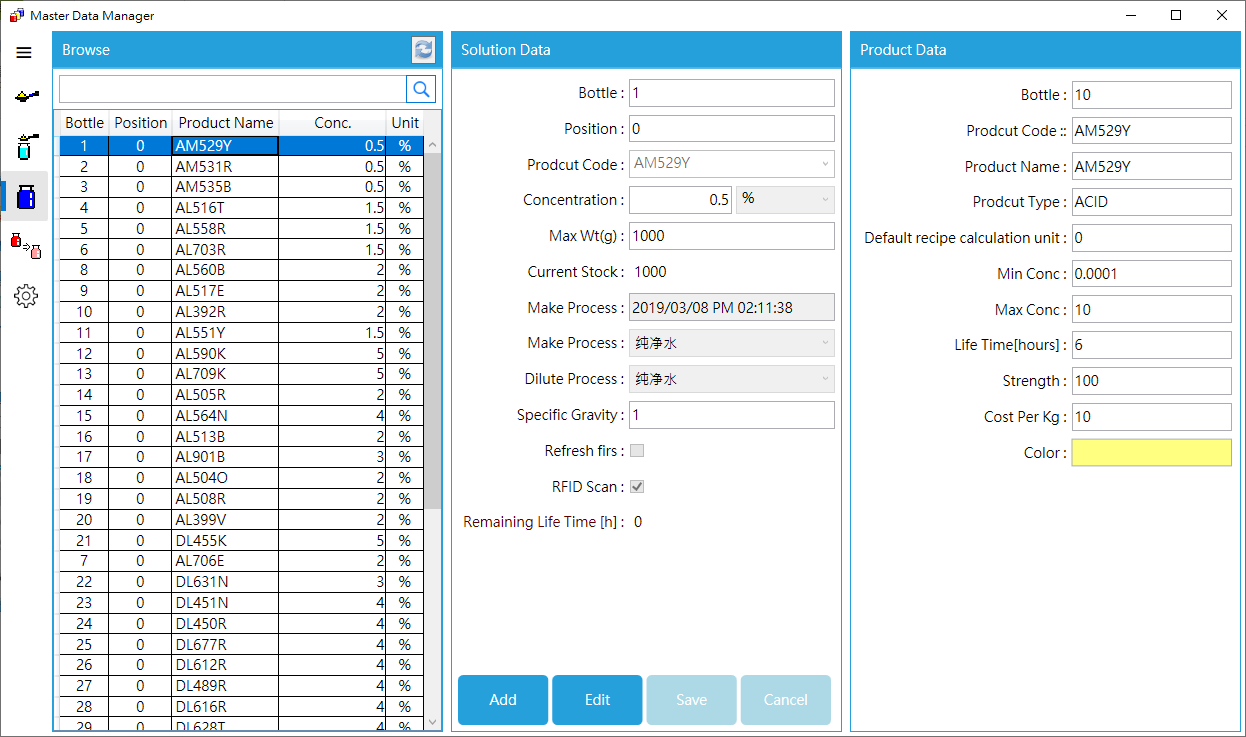 Master Data Manager
Browse
Bottle Position Product Name Conc. Unit
1 0 AM529Y 0.5 %
2 0 AM531R 0.5 %
3 0 AM535B 0.5 %
4 0 AL516T 1.5 %
5 0 AL558R 1.5 %
6 0 AL703R 1.5 %
8 0 AL560B 2 %
9 0 AL517E 2 %
10 0 AL392R 2 %
11 0 AL551Y 1.5 %
12 0 AL590K 5 %
13 0 AL709K 5 %
14 0 AL505R 2 %
15 0 AL564N 4 %
16 0 AL513B 2 %
17 0 AL901B 3 %
18 0 AL504O 2 %
19 0 AL508R 2 %
20 0 AL399V 2 %
21 0 DL455K 5 %
7 0 AL706E 2 %
22 0 DL631N 3 %
23 0 DL451N 4 %
24 0 DL450R 4 %
25 0 DL677R 4 %
26 0 DL612R 4 %
27 0 DL489R 4 %
28 0 DL616R 4 %
29 0 DL628T 4 %
Solution Data
Bottle : 1
Position : 0
Prodcut Code : AM529Y
Concentration : 0.5 %
Max Wt(g) : 1000
Current Stock : 1000
Make Process : 2019/03/08 PM 02:11:38
Make Process : 纯净水
Dilute Process : 纯净水
Specific Gravity : 1
Refresh firs :
RFID Scan :
Remaining Life Time [h] : 0
Add Edit Save Cancel
Product Data
Bottle : 10
Prodcut Code :: AM529Y
Product Name : AM529Y
Prodcut Type : ACID
Default recipe calculation unit : 0
Min Conc : 0.0001
Max Conc : 10
Life Time[hours] : 6
Strength : 100
Cost Per Kg : 10
Color :